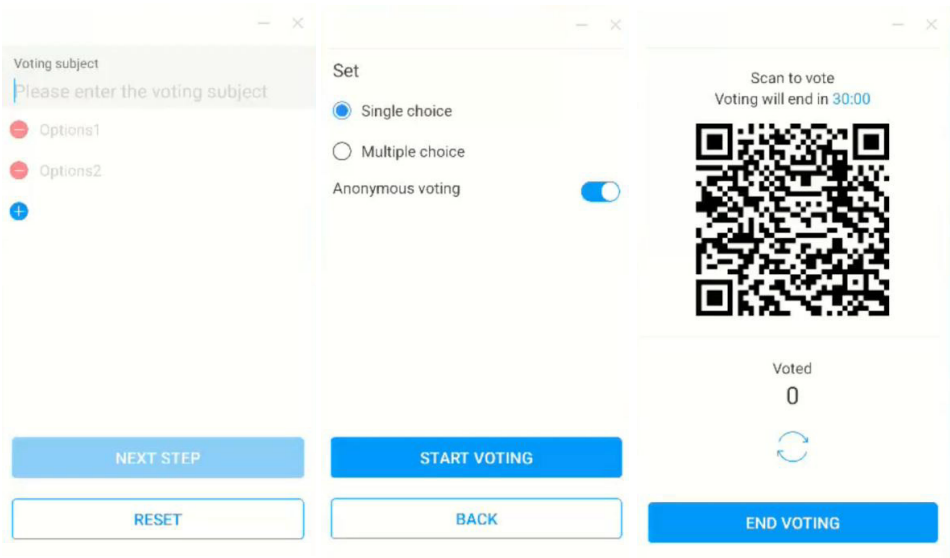 Voting subject
Please enter the voting subject
Options1
Options2
NEXT STEP
RESET
Set
Single choice
Multiple choice
Anonymous voting
START VOTING
BACK
Scan to vote
Voting will end in 30:00
Voted
0
END VOTING